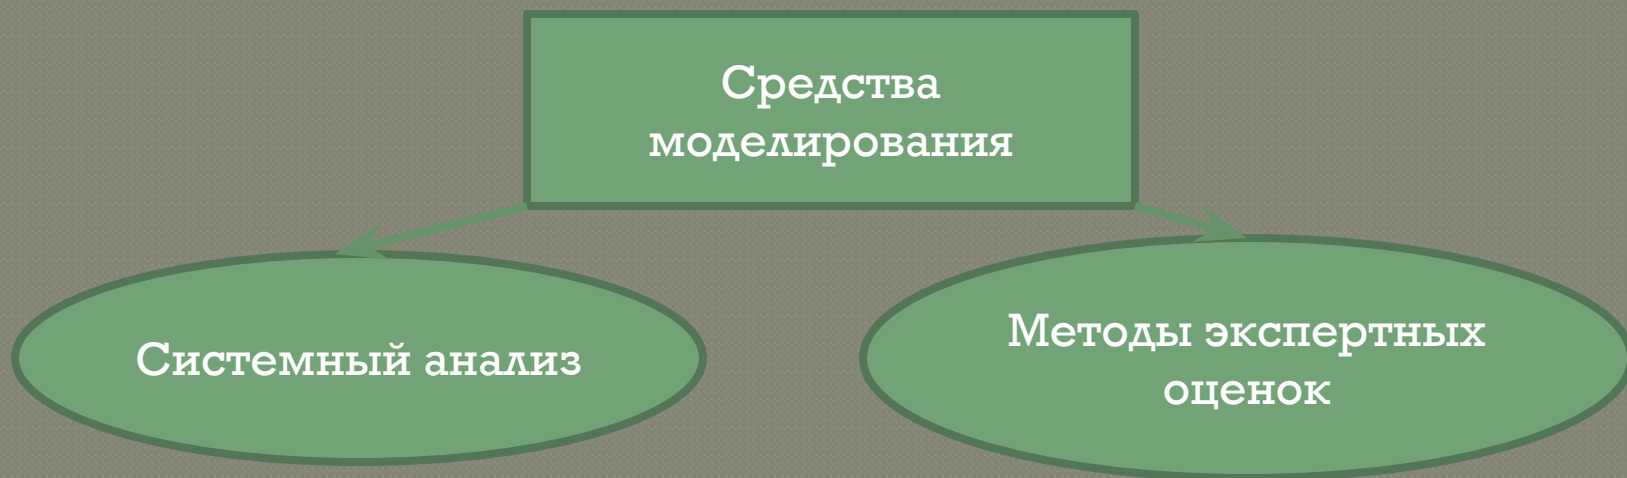 Средства
моделирования
Системный анализ
Методы экспертных
оценок